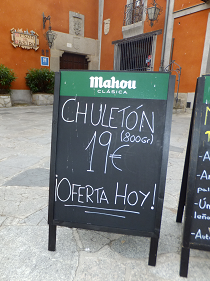 Mahou
CLÁSICA
CHULETÓN
(800gr)
19€
¡OFERTA HOY!